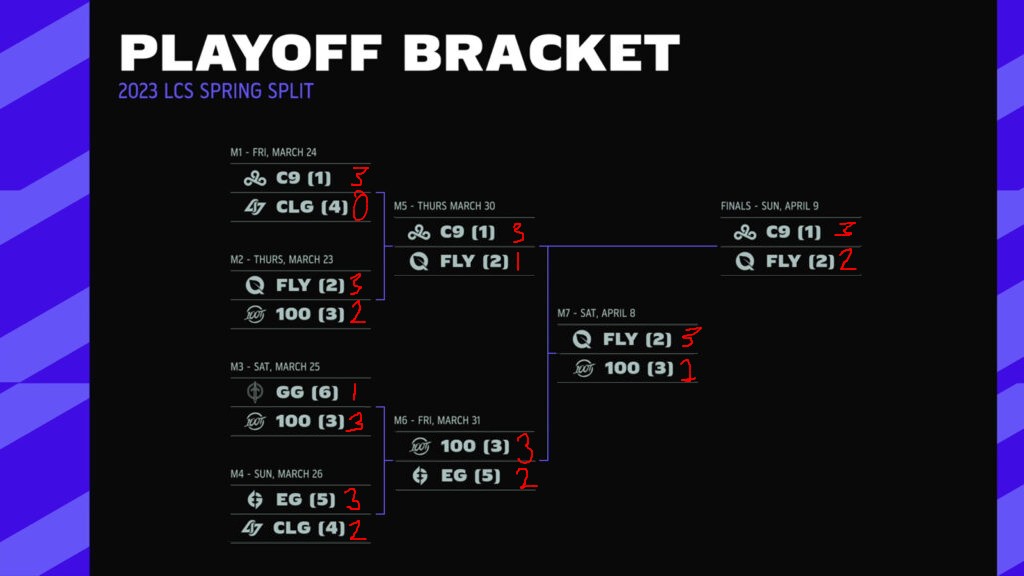 PLAYOFF BRACKET
2023 LCS SPRING SPLIT
M1 - FRI, MARCH 24
C9 (1) 3
CLG (4) 0
M2 - THURS, MARCH 23
FLY (2) 3
100 (3) 2
M3 - SAT, MARCH 25
GG (6) 1
100 (3) 3
M4 - SUN, MARCH 26
EG (5) 3
CLG (4) 2
M5 - THURS MARCH 30
C9 (1) 3
FLY (2) 1
M6 - FRI, MARCH 31
100 (3) 3
EG (5) 2
M7 - SAT, APRIL 8
FLY (2) 3
100 (3)
FINALS - SUN, APRIL 9
C9 (1) 3
FLY (2) 2